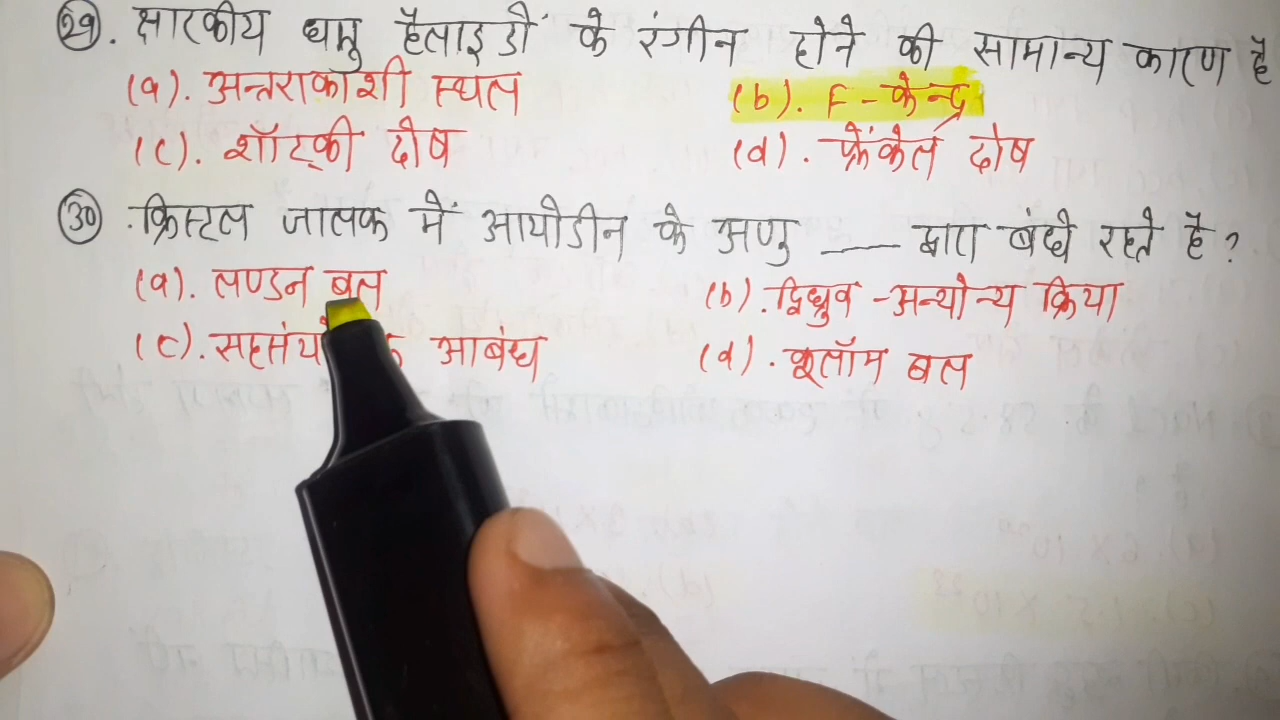 29. क्षारकीय धातु हैलाइडों के रंगीन होने की सामान्य कारण है
(a). अन्तराकाशी स्थल (b). F-केन्द्र
(c). शॉट्की दोष (d). फ्रेंकेल दोष
30. क्रिस्टल जालक में आयोडीन के अणु ___ द्वारा बंधे रहते है?
(a). लण्डन बल (b). द्विध्रुव-अन्योन्य क्रिया
(c). आबंध (d). कूलॉम बल